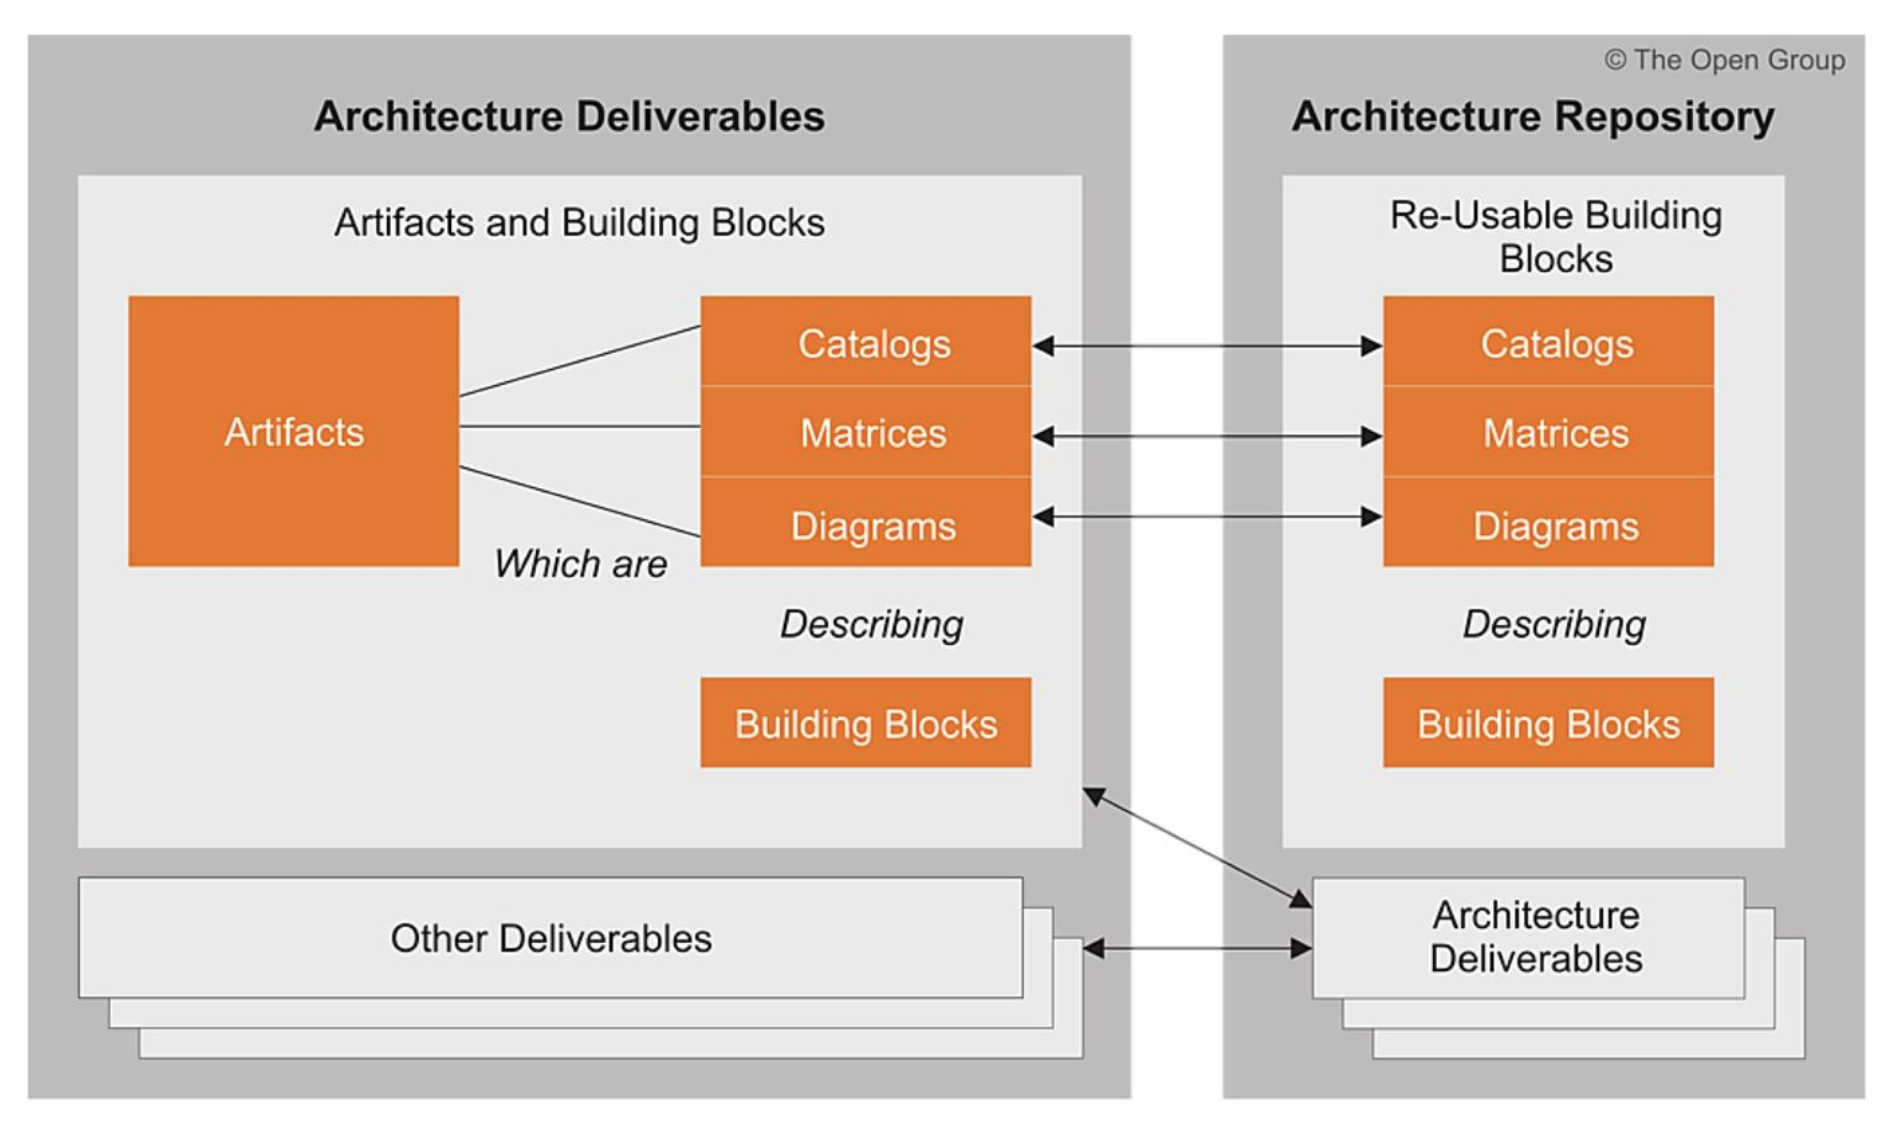 © The Open Group
Architecture Deliverables
Architecture Repository
Artifacts and Building Blocks
Re-Usable Building
Blocks
Artifacts
Catalogs
Matrices
Diagrams
Which are
Describing
Building Blocks
Catalogs
Matrices
Diagrams
Describing
Building Blocks
Other Deliverables
Architecture
Deliverables